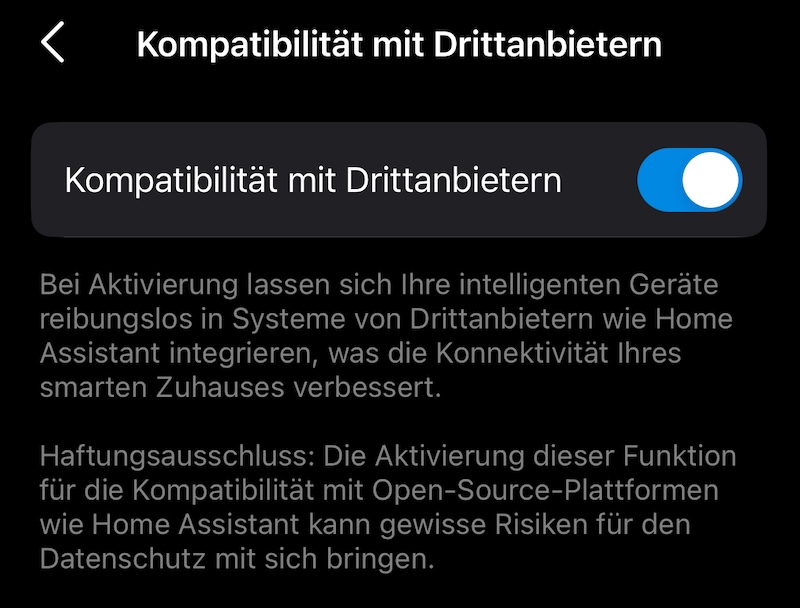 Kompatibilität mit Drittanbietern
Kompatibilität mit Drittanbietern
Bei Aktivierung lassen sich Ihre intelligenten Geräte
reibungslos in Systeme von Drittanbietern wie Home
Assistant integrieren, was die Konnektivität Ihres
smarten Zuhauses verbessert.
Haftungsausschluss: Die Aktivierung dieser Funktion
für die Kompatibilität mit Open-Source-Plattformen
wie Home Assistant kann gewisse Risiken für den
Datenschutz mit sich bringen.